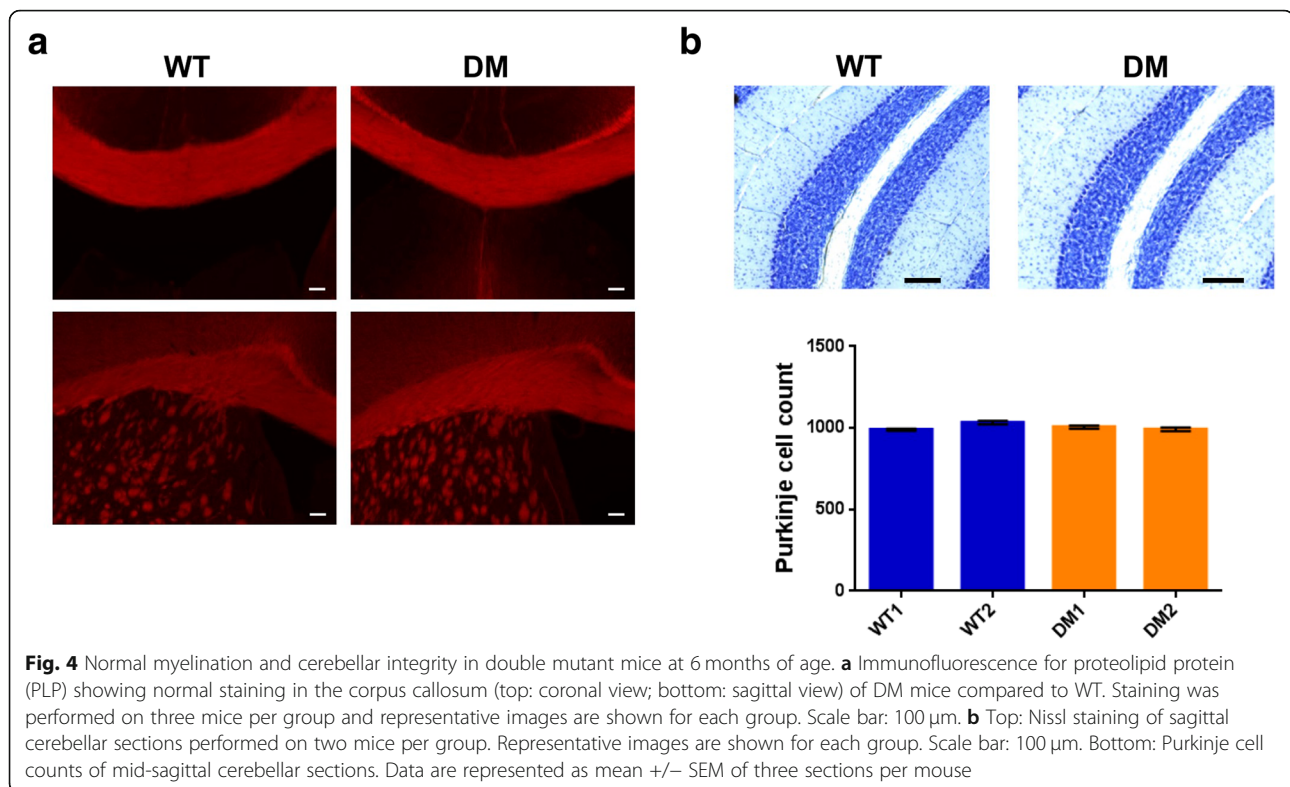 a
WT DM
b
WT DM
1500
1000
500
0
Purkinje cell count
WT1 WT2 DM1 DM2
Fig. 4 Normal myelination and cerebellar integrity in double mutant mice at 6 months of age. a Immunofluorescence for proteolipid protein
(PLP) showing normal staining in the corpus callosum (top: coronal view; bottom: sagittal view) of DM mice compared to WT. Staining was
performed on three mice per group and representative images are shown for each group. Scale bar: 100 μm. b Top: Nissl staining of sagittal
cerebellar sections performed on two mice per group. Representative images are shown for each group. Scale bar: 100 μm. Bottom: Purkinje cell
counts of mid-sagittal cerebellar sections. Data are represented as mean +/− SEM of three sections per mouse